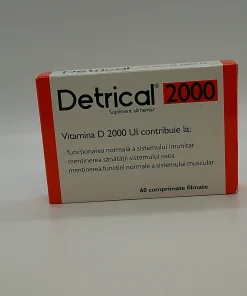 Detrical® 2000
Supliment alimentar
Vitamina D 2000 UI contribuie la:
· funcționarea normală a sistemului imunitar
· menținerea sănătății sistemului osos
· menținerea funcției normale a sistemului muscular
60 comprimate filmate